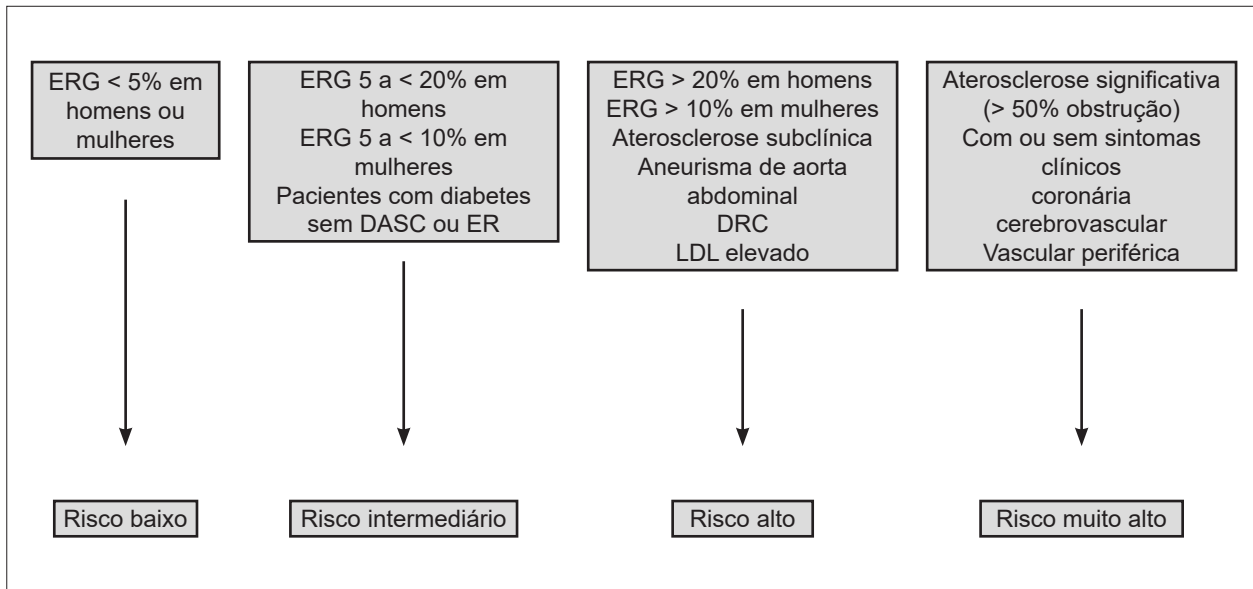 ERG < 5% em
homens ou
mulheres
ERG 5 a < 20% em
homens
ERG 5 a < 10% em
mulheres
Pacientes com diabetes
sem DASC ou ER
ERG > 20% em homens
ERG > 10% em mulheres
Aterosclerose subclínica
Aneurisma de aorta
abdominal
DRC
LDL elevado
Aterosclerose significativa
(> 50% obstrução)
Com ou sem sintomas
clínicos
coronária
cerebrovascular
Vascular periférica
Risco baixo
Risco intermediário
Risco alto
Risco muito alto